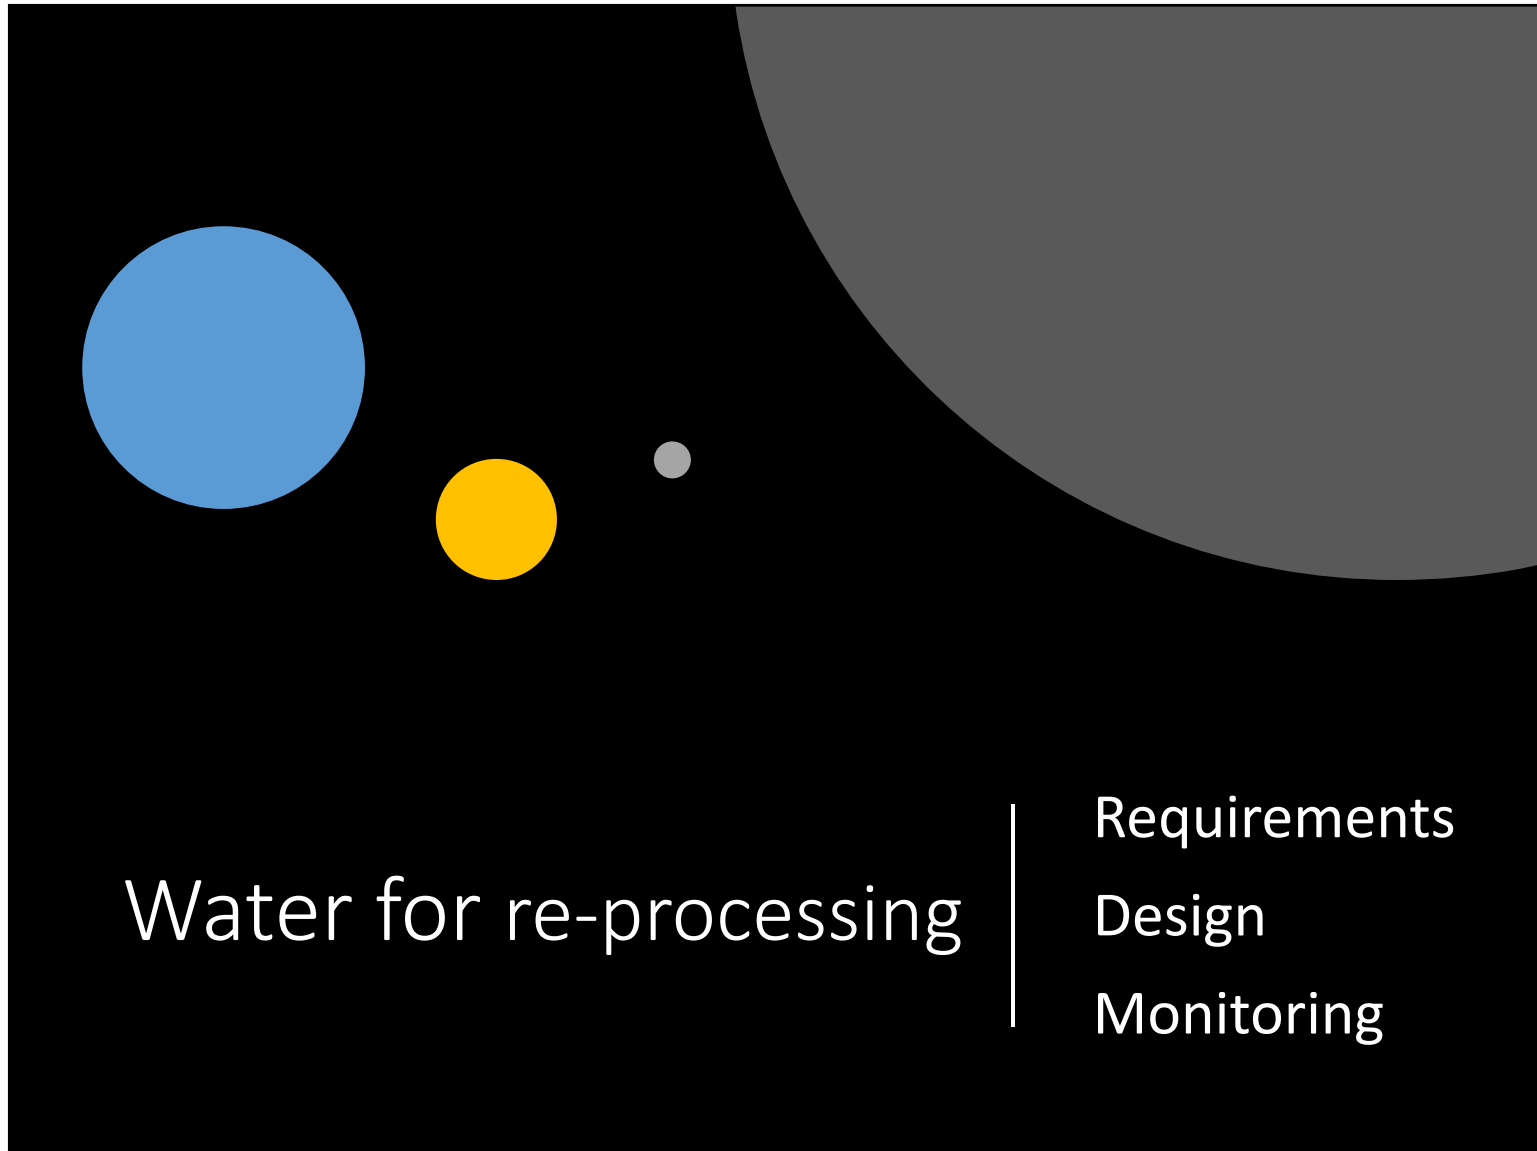 Water for re-processing
Requirements
Design
Monitoring